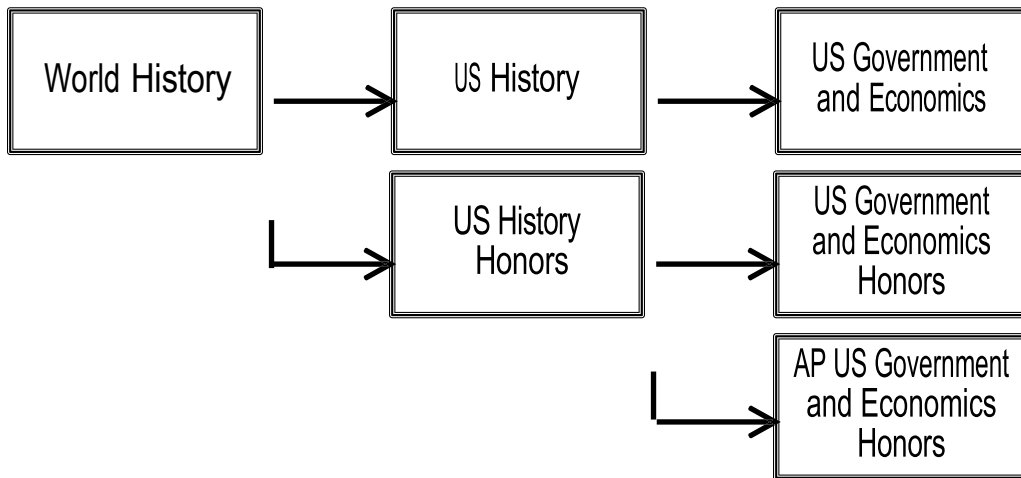 World History
US History
US Government
and Economics
US History
Honors
US Government
and Economics
Honors
AP US Government
and Economics
Honors